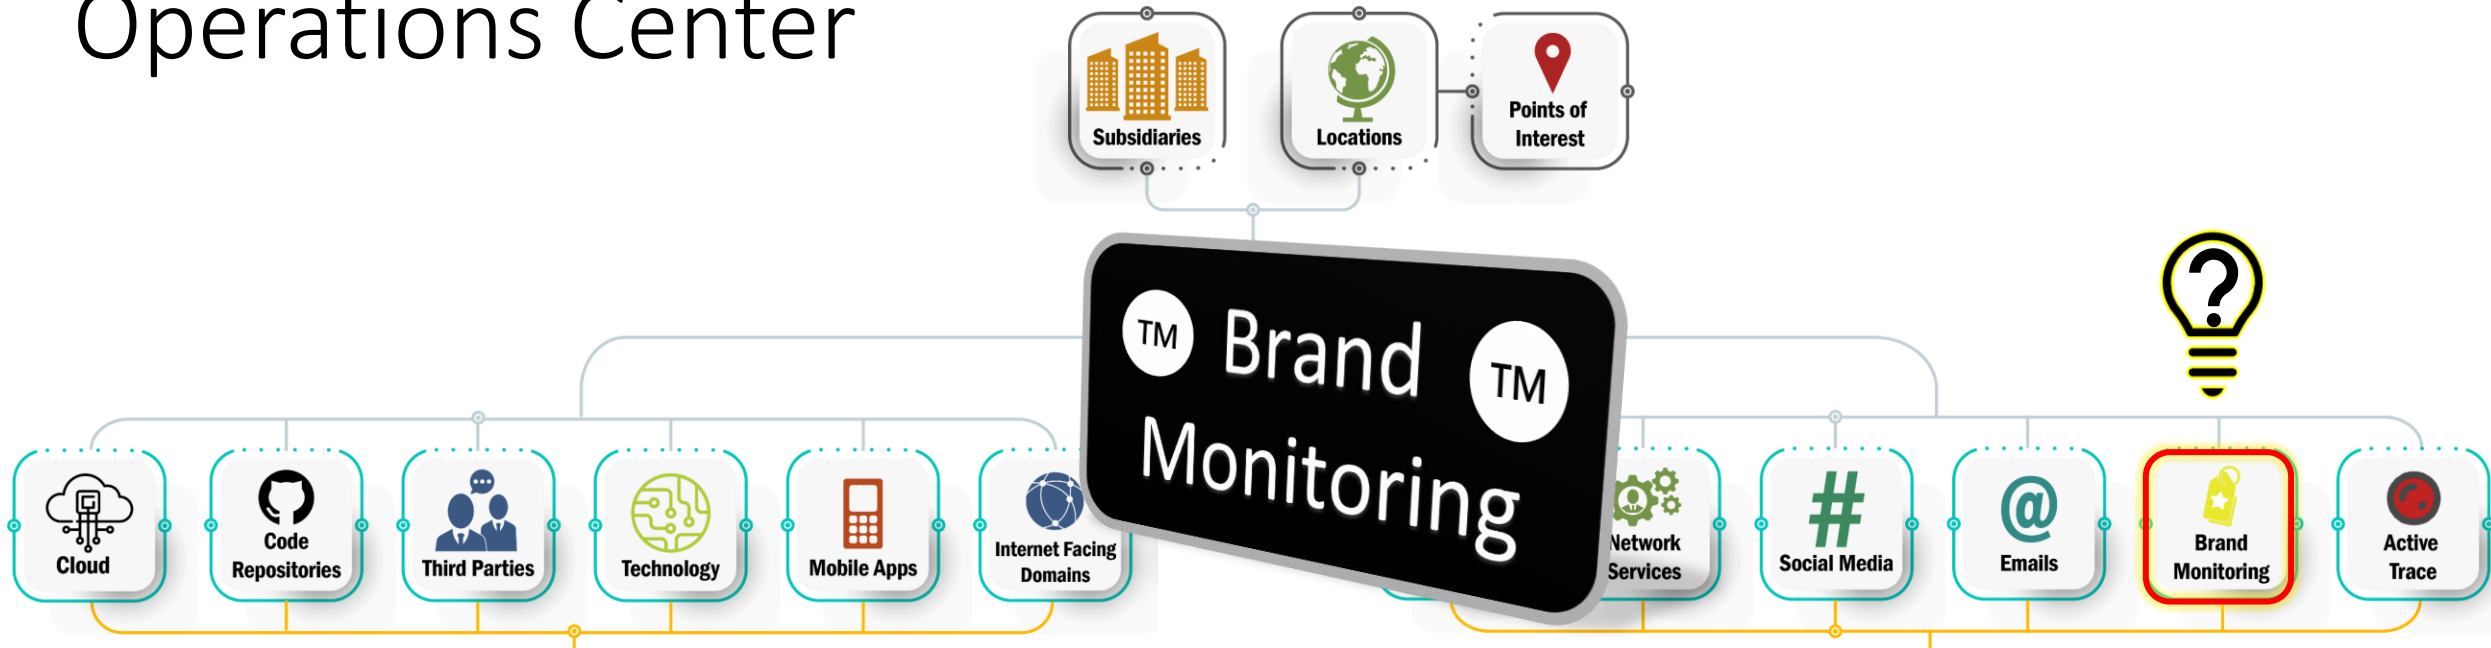 Operations Center
Subsidiaries
Locations
Points of
Interest
?
TM Brand TM
Monitoring
Cloud
Code
Repositories
Third Parties
Technology
Mobile Apps
Internet Facing
Domains
Network
Services
#
Social Media
@
Emails
Brand
Monitoring
Active
Trace